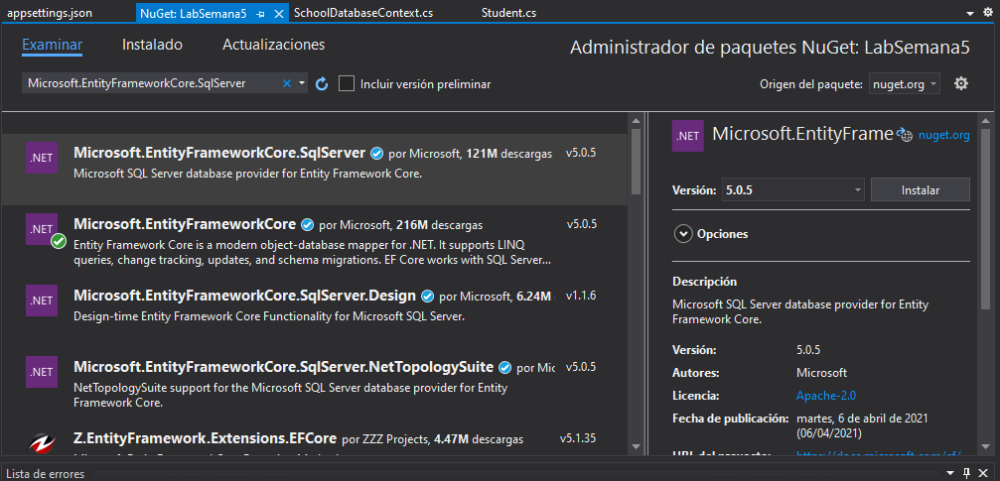 appsettings.json NuGet: LabSemana5 SchoolDatabaseContext.cs Student.cs
Examinar Instalado Actualizaciones
Administrador de paquetes NuGet: LabSemana5
Microsoft.EntityFrameworkCore.SqlServer
Incluir versión preliminar
Origen del paquete: nuget.org
.NET
Microsoft.EntityFrameworkCore.SqlServer por Microsoft, 121M descargas v5.0.5
Microsoft SQL Server database provider for Entity Framework Core.
.NET
Microsoft.EntityFrameworkCore por Microsoft, 216M descargas v5.0.5
Entity Framework Core is a modern object-database mapper for .NET. It supports LINQ
queries, change tracking, updates, and schema migrations. EF Core works with SQL Server...
.NET
Microsoft.EntityFrameworkCore.SqlServer.Design por Microsoft, 6.24M v1.1.6
Design-time Entity Framework Core Functionality for Microsoft SQL Server.
.NET
Microsoft.EntityFrameworkCore.SqlServer.NetTopologySuite por Mic v5.0.5
NetTopologySuite support for the Microsoft SQL Server database provider for Entity
Framework Core.
Z.EntityFramework.Extensions.EFCore por ZZZ Projects, 4.47M descargas v5.1.35
.NET
Microsoft.EntityFrame nuget.org
Versión: 5.0.5 Instalar
Opciones
Descripción
Microsoft SQL Server database provider for Entity
Framework Core.
Versión: 5.0.5
Autores: Microsoft
Licencia: Apache-2.0
Fecha de publicación: martes, 6 de abril de 2021
(06/04/2021)
URL del proyecto: https://docs.microsoft.com/ef/
Lista de errores